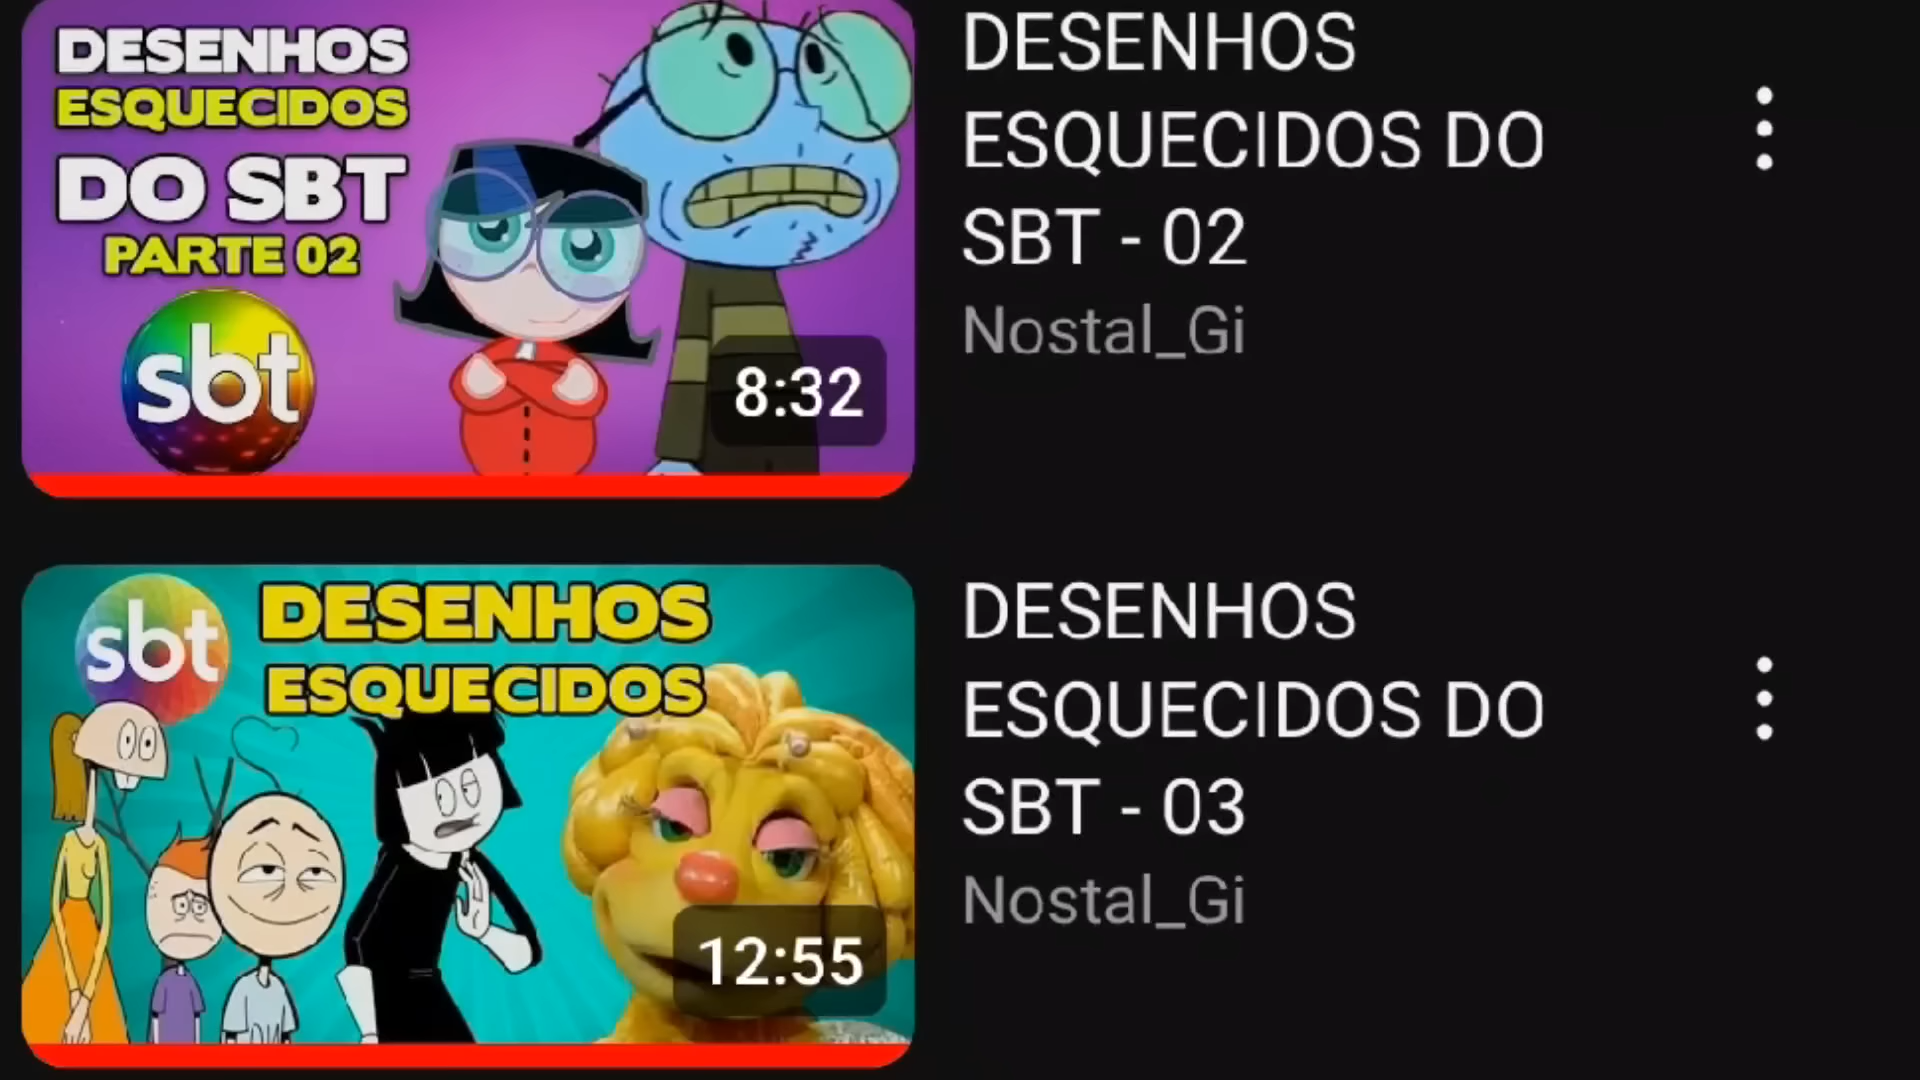 DESENHOS
ESQUECIDOS
DO SBT
PARTE 02
sbt
8:32
DESENHOS
ESQUECIDOS DO
SBT - 02
Nostal_Gi
sbt
DESENHOS
ESQUECIDOS
12:55
DESENHOS
ESQUECIDOS DO
SBT - 03
Nostal_Gi